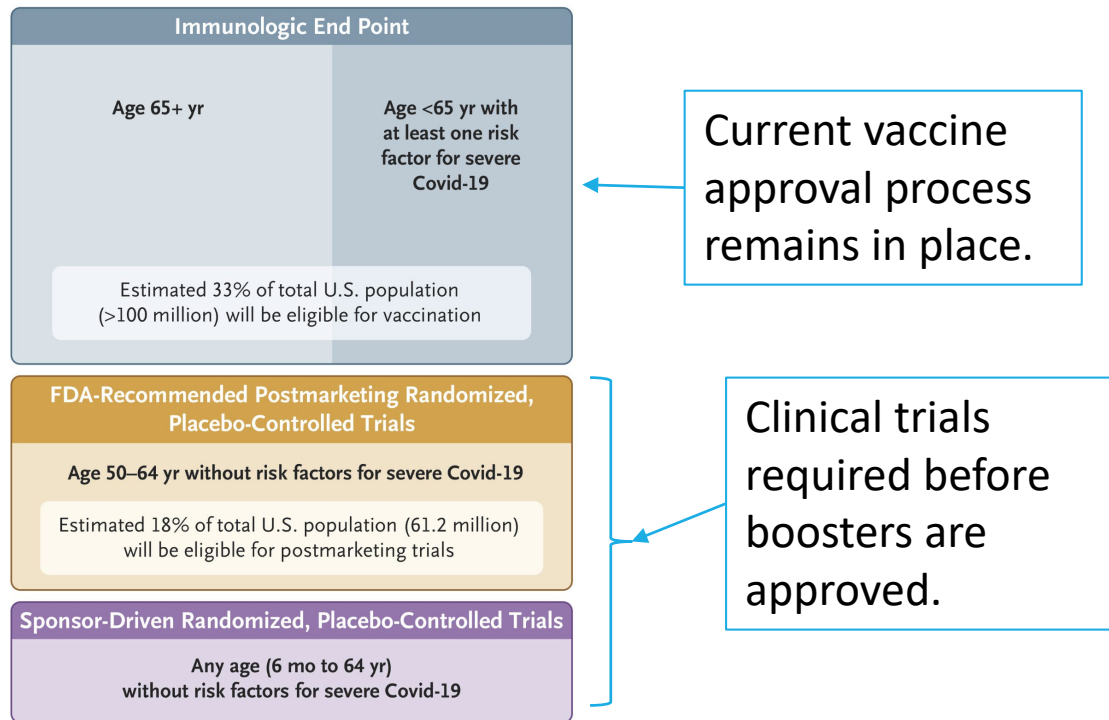 Immunologic End Point
Age 65+ yr
Age <65 yr with
at least one risk
factor for severe
Covid-19
Estimated 33% of total U.S. population
(>100 million) will be eligible for vaccination
Current vaccine
approval process
remains in place.
FDA-Recommended Postmarketing Randomized,
Placebo-Controlled Trials
Age 50–64 yr without risk factors for severe Covid-19
Estimated 18% of total U.S. population (61.2 million)
will be eligible for postmarketing trials
Sponsor-Driven Randomized, Placebo-Controlled Trials
Any age (6 mo to 64 yr)
without risk factors for severe Covid-19
Clinical trials
required before
boosters are
approved.